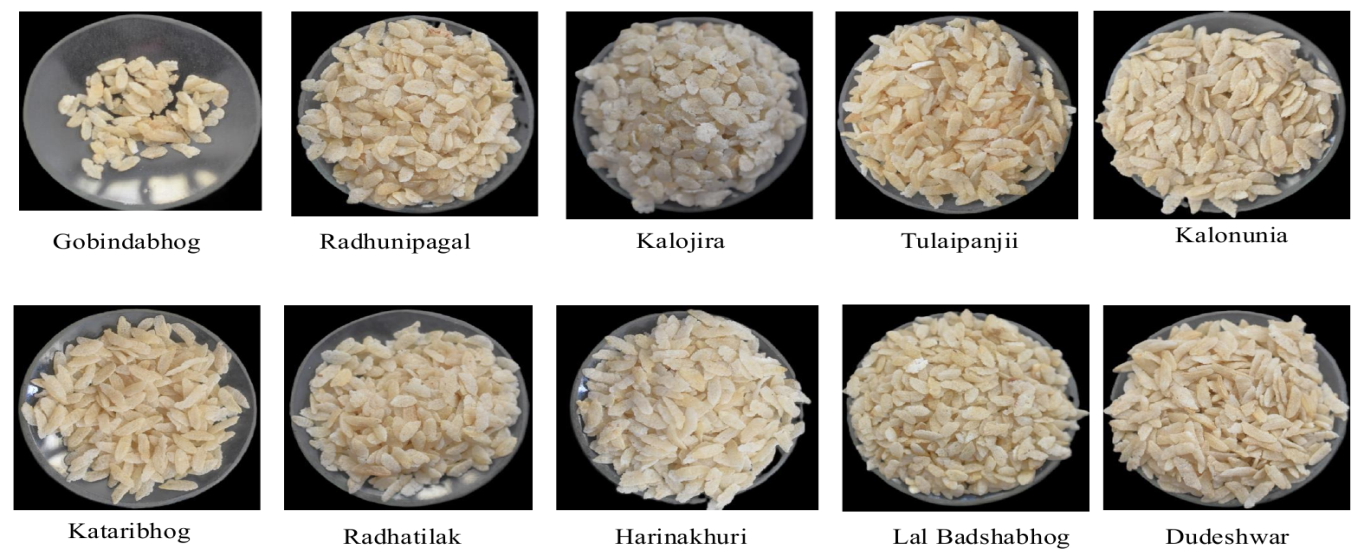 Gobindabhog
Radhunipagal
Kalojira
Tulaipanjii
Kalonunia
Kataribhog
Radhatilak
Harinakhuri
Lal Badshabhog
Dudeshwar